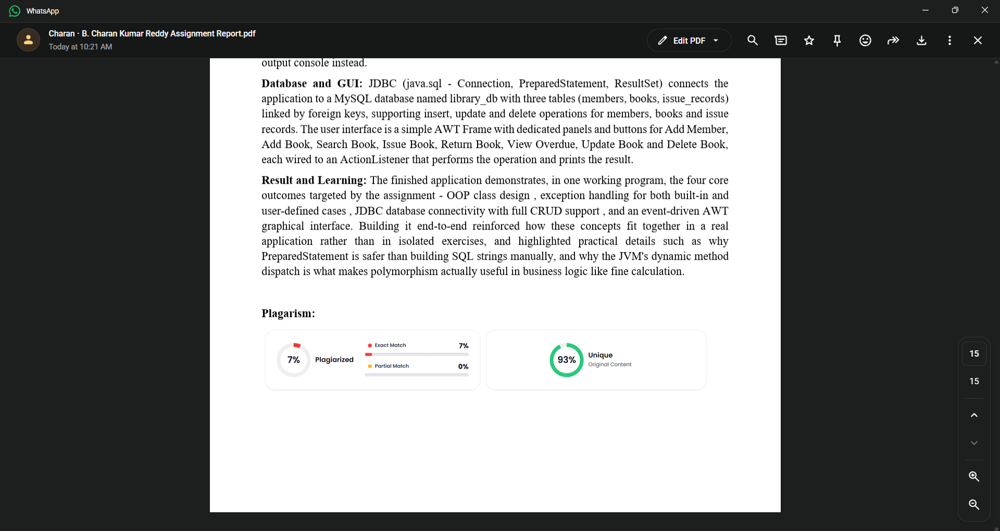 WhatsApp
Charan · B. Charan Kumar Reddy Assignment Report.pdf
Today at 10:21 AM
Edit PDF
output console instead.
Database and GUI: JDBC (java.sql - Connection, PreparedStatement, ResultSet) connects the
application to a MySQL database named library_db with three tables (members, books, issue_records)
linked by foreign keys, supporting insert, update and delete operations for members, books and issue
records. The user interface is a simple AWT Frame with dedicated panels and buttons for Add Member,
Add Book, Search Book, Issue Book, Return Book, View Overdue, Update Book and Delete Book,
each wired to an ActionListener that performs the operation and prints the result.
Result and Learning: The finished application demonstrates, in one working program, the four core
outcomes targeted by the assignment - OOP class design , exception handling for both built-in and
user-defined cases , JDBC database connectivity with full CRUD support , and an event-driven AWT
graphical interface. Building it end-to-end reinforced how these concepts fit together in a real
application rather than in isolated exercises, and highlighted practical details such as why
PreparedStatement is safer than building SQL strings manually, and why the JVM's dynamic method
dispatch is what makes polymorphism actually useful in business logic like fine calculation.
Plagarism:
7%
Plagiarized
Exact Match 7%
Partial Match 0%
93%
Unique
Original Content
15
15